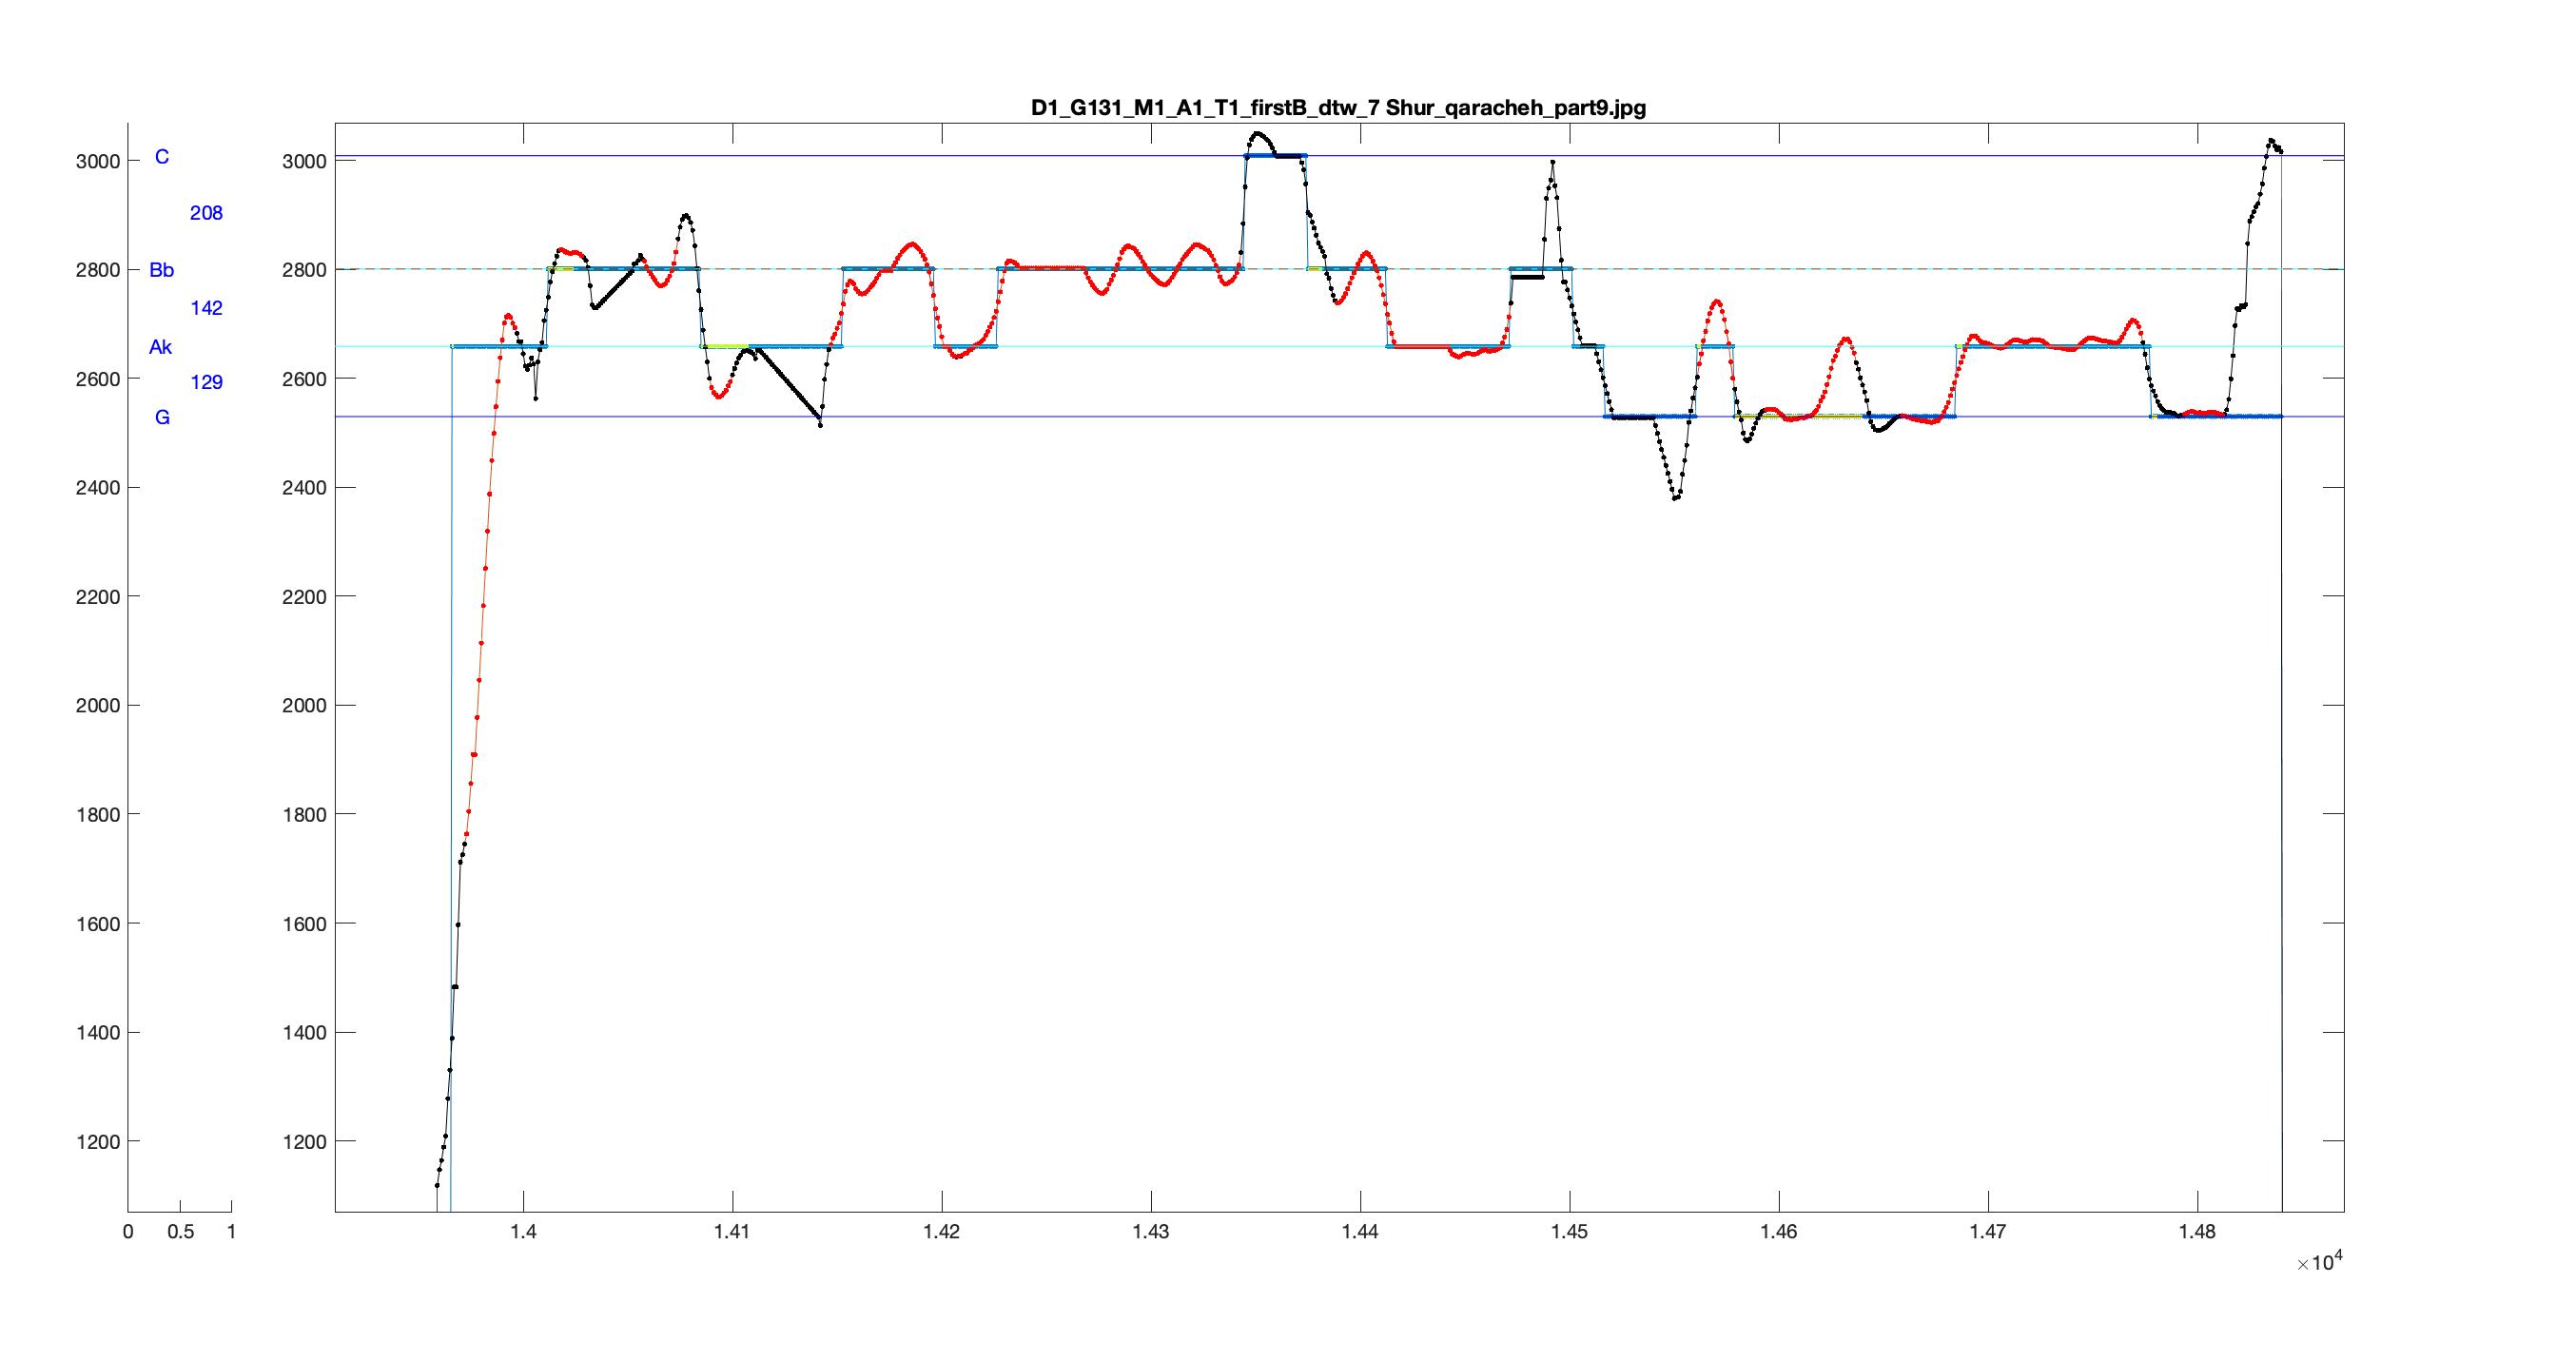 D1_G131_M1_A1_T1_firstB_dtw_7 Shur_qaracheh_part9.jpg
3000 C 3000
208
2800 Bb 2800
142
Ak
2600 129 2600
G
2400 2400
2200 2200
2000 2000
1800 1800
1600 1600
1400 1400
1200 1200
0 0.5 1 1.4 1.41 1.42 1.43 1.44 1.45 1.46 1.47 1.48
×10^4